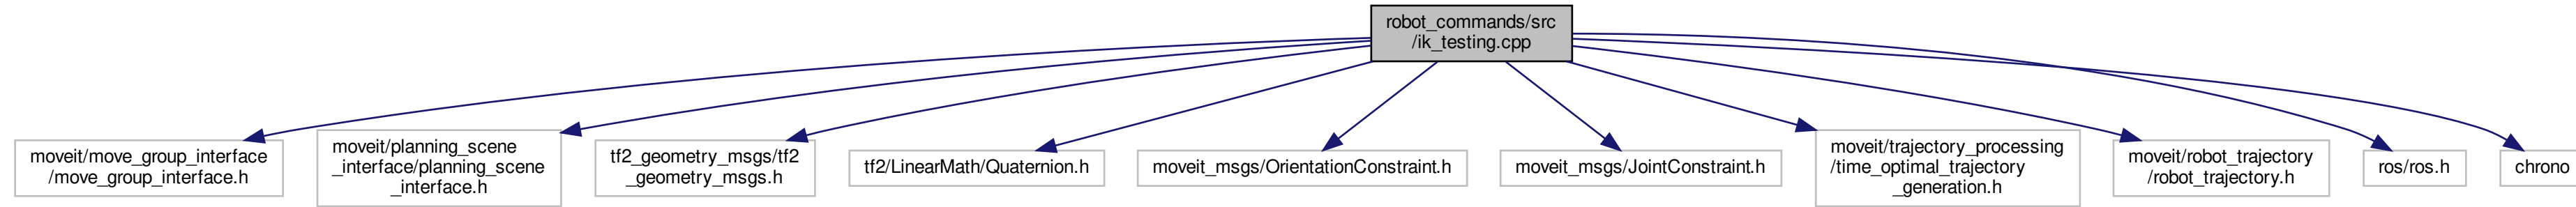 robot_commands/src
/ik_testing.cpp
moveit/move_group_interface
/move_group_interface.h
moveit/planning_scene
_interface/planning_scene
_interface.h
tf2_geometry_msgs/tf2
_geometry_msgs.h
tf2/LinearMath/Quaternion.h
moveit_msgs/OrientationConstraint.h
moveit_msgs/JointConstraint.h
moveit/trajectory_processing
/time_optimal_trajectory
_generation.h
moveit/robot_trajectory
/robot_trajectory.h
ros/ros.h
chrono